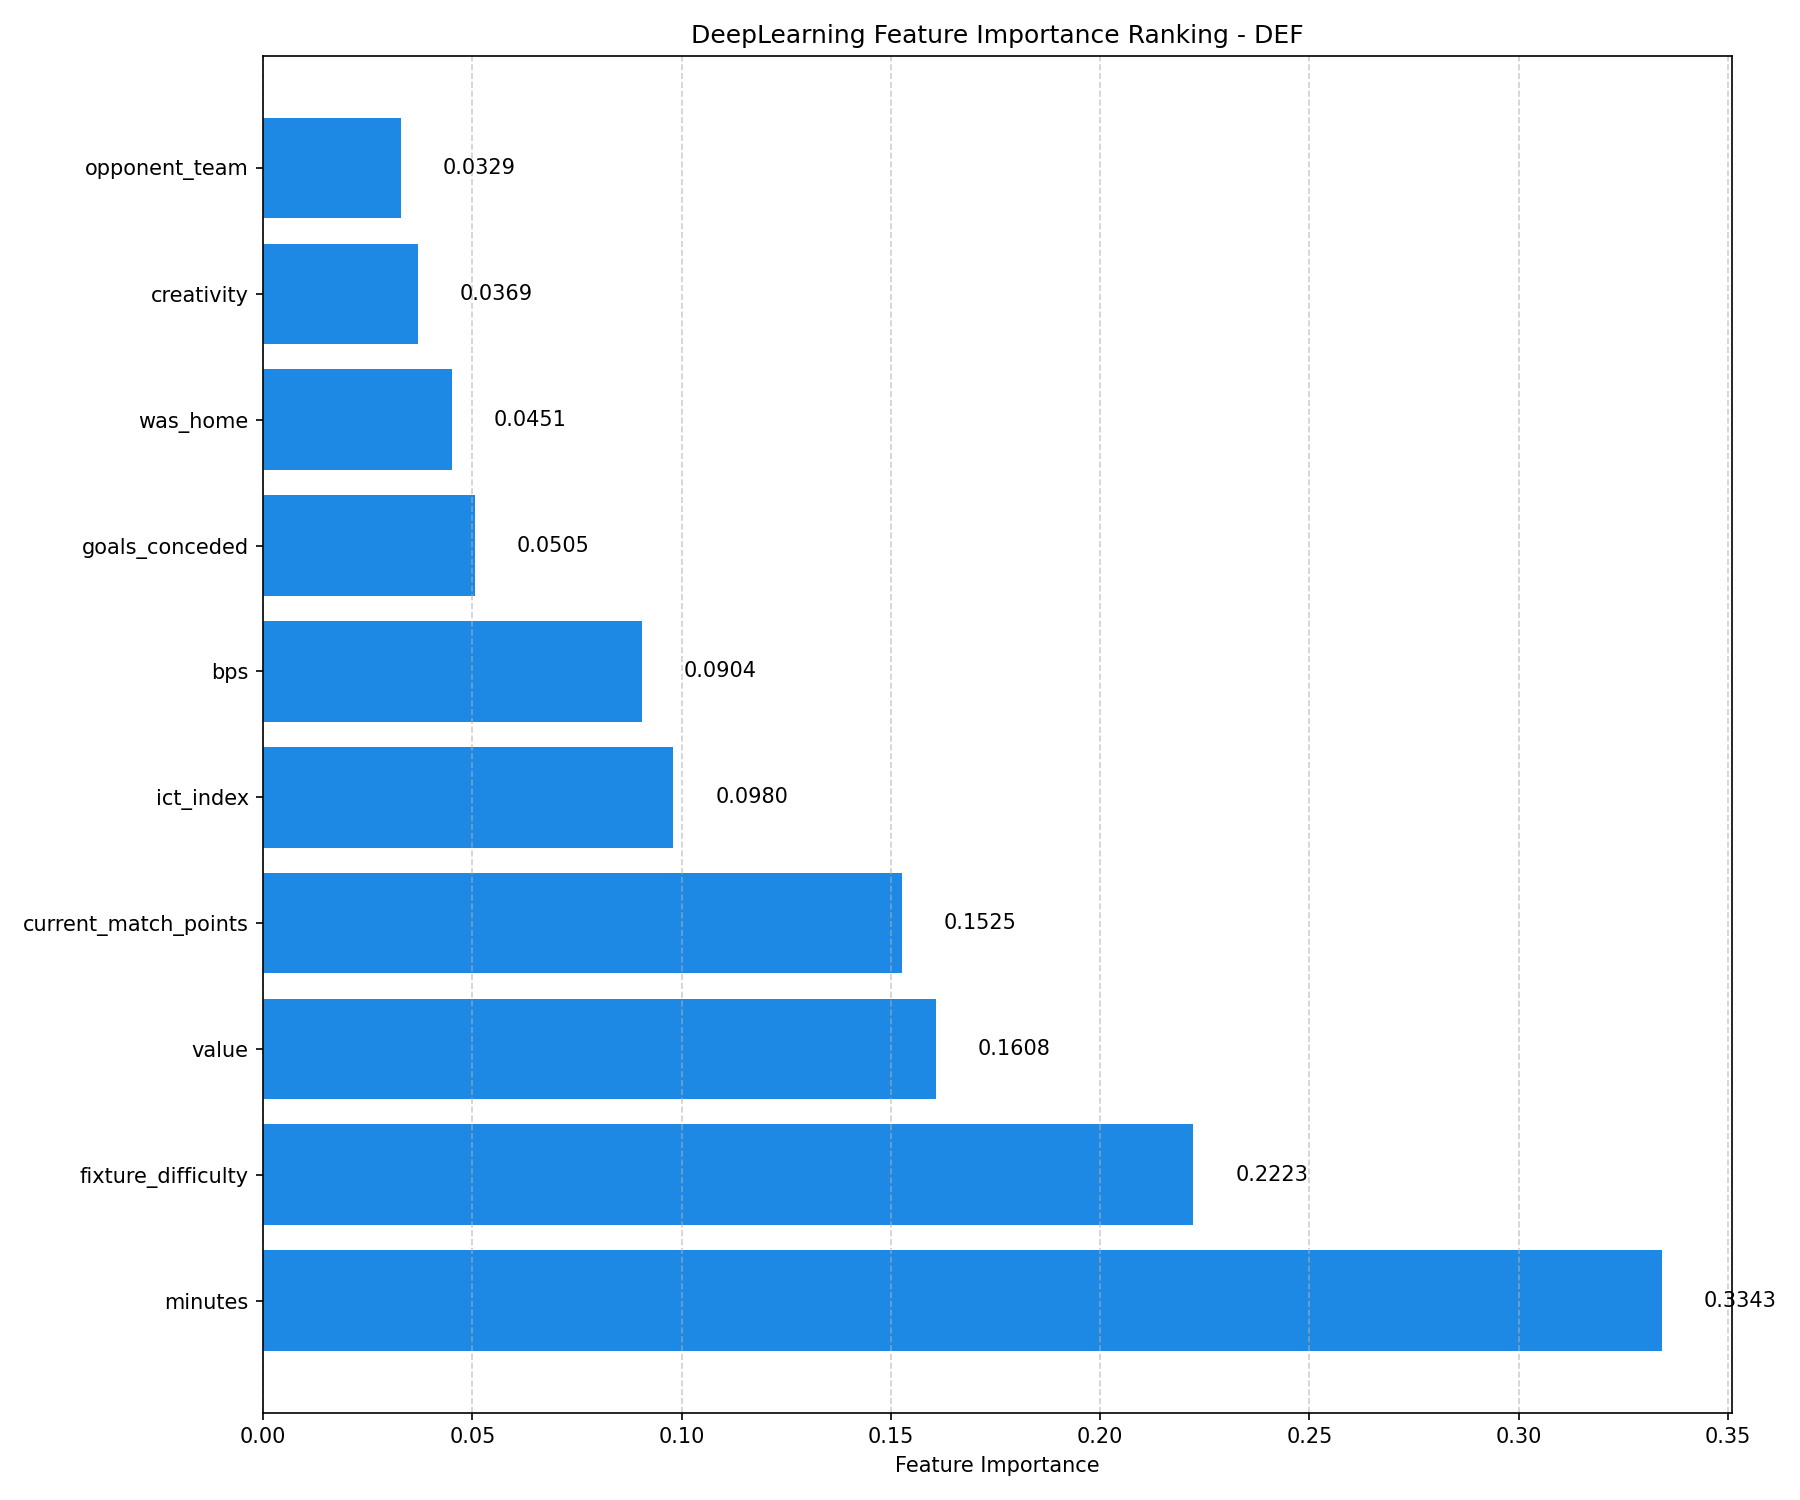 DeepLearning Feature Importance Ranking - DEF
opponent_team 0.0329
creativity 0.0369
was_home 0.0451
goals_conceded 0.0505
bps 0.0904
ict_index 0.0980
current_match_points 0.1525
value 0.1608
fixture_difficulty 0.2223
minutes 0.3343
0.00 0.05 0.10 0.15 0.20 0.25 0.30 0.35
Feature Importance